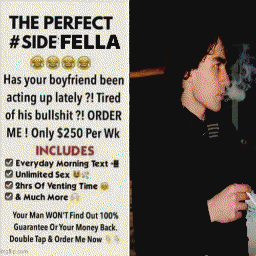 THE PERFECT
#SIDE FELLA
😂😂😂😂
Has your boyfriend been
acting up lately ?! Tired
of his bullshit ?! ORDER
ME ! Only $250 Per Wk
INCLUDES
☑ Everyday Morning Text 📲
☑ Unlimited Sex 😈💦
☑ 2hrs Of Venting Time 😊
☑ & Much More 🙌
Your Man WON'T Find Out 100%
Guarantee Or Your Money Back.
Double Tap & Order Me Now 👇👇
imgflip.com